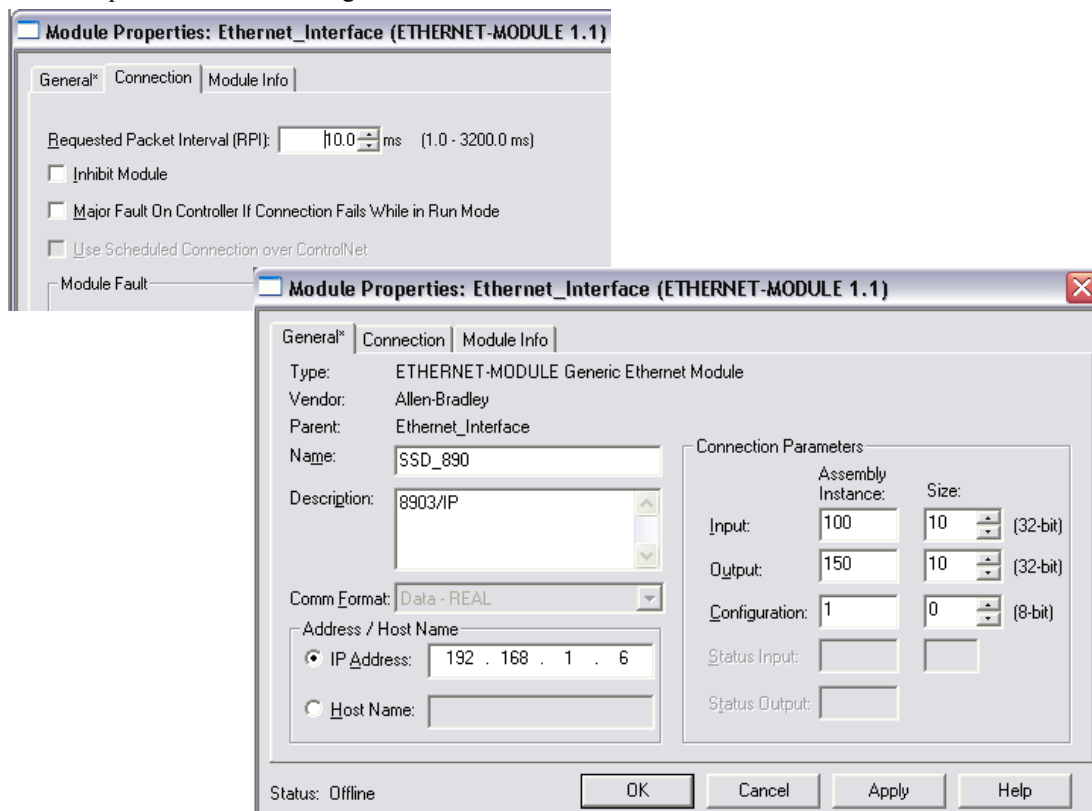 Module Properties: Ethernet_Interface (ETHERNET-MODULE 1.1)
General* Connection Module Info
Requested Packet Interval (RPI): 10.0 ms (1.0 - 3200.0 ms)
Inhibit Module
Major Fault On Controller If Connection Fails While in Run Mode
Use Scheduled Connection over ControlNet
Module Fault
Module Properties: Ethernet_Interface (ETHERNET-MODULE 1.1)
General* Connection Module Info
Type: ETHERNET-MODULE Generic Ethernet Module
Vendor: Allen-Bradley
Parent: Ethernet_Interface
Name: SSD_890
Description: 8903/IP
Comm Format: Data - REAL
Address / Host Name
IP Address: 192 . 168 . 1 . 6
Host Name:
Connection Parameters
Assembly
Instance: Size:
Input: 100 10 (32-bit)
Output: 150 10 (32-bit)
Configuration: 1 0 (8-bit)
Status Input:
Status Output:
Status: Offline
OK Cancel Apply Help